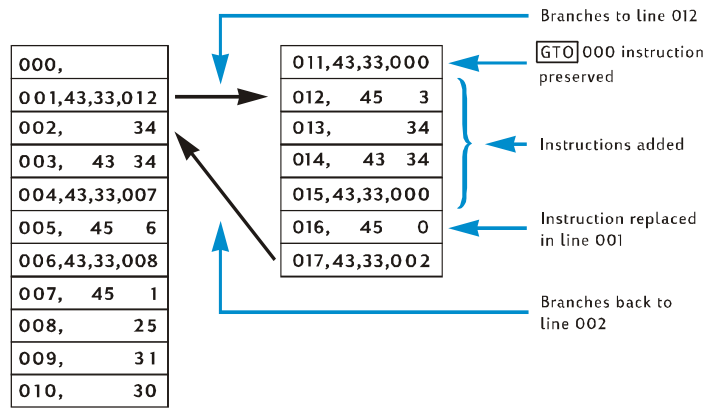 000,
001,43,33,012
002, 34
003, 43 34
004,43,33,007
005, 45 6
006,43,33,008
007, 45 1
008, 25
009, 31
010, 30
011,43,33,000
012, 45 3
013, 34
014, 43 34
015,43,33,000
016, 45 0
017,43,33,002
Branches to line 012
GTO 000 instruction
preserved
Instructions added
Instruction replaced
in line 001
Branches back to
line 002